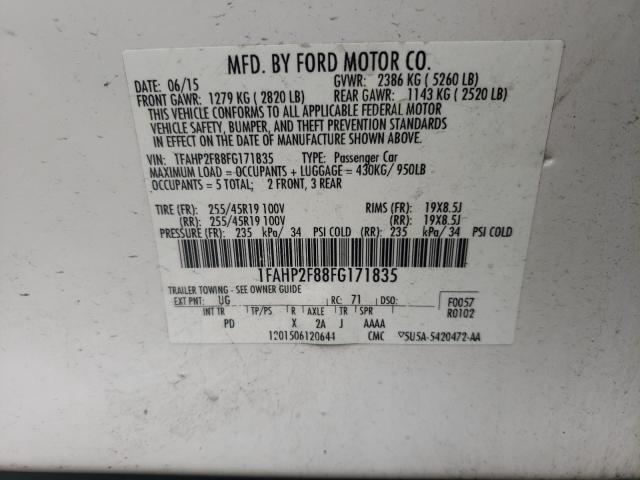 MFD. BY FORD MOTOR CO.
DATE: 06/15 GVWR: 2386 KG ( 5260 LB)
FRONT GAWR: 1279 KG ( 2820 LB) REAR GAWR: 1143 KG ( 2520 LB)
THIS VEHICLE CONFORMS TO ALL APPLICABLE FEDERAL MOTOR
VEHICLE SAFETY, BUMPER, AND THEFT PREVENTION STANDARDS
IN EFFECT ON THE DATE OF MANUFACTURE SHOWN ABOVE.
VIN: 1FAHP2F88FG171835 TYPE: Passenger Car
MAXIMUM LOAD = OCCUPANTS + LUGGAGE = 430KG/ 950LB
OCCUPANTS = 5 TOTAL; 2 FRONT, 3 REAR
TIRE (FR): 255/45R19 100V RIMS (FR): 19X8.5J
(RR): 255/45R19 100V (RR): 19X8.5J
PRESSURE (FR): 235 kPa/ 34 PSI COLD (RR): 235 kPa/ 34 PSI COLD
1FAHP2F88FG171835
TRAILER TOWING - SEE OWNER GUIDE
EXT PNT: UG RC: 71 DSO: F0057
INT TR TP/PS R AXLE TR SPR R0102
PD X 2A J AAAA
1201506120644 CMC 5U5A-5420472-AA